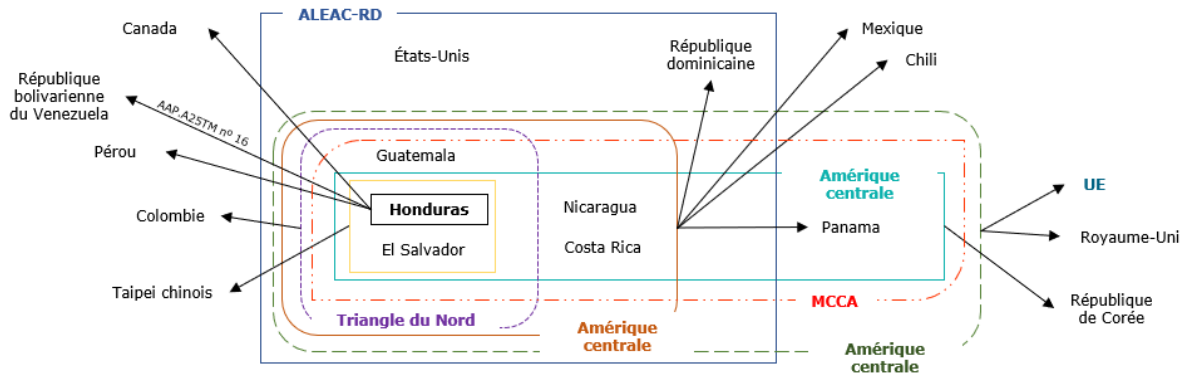 ALEAC-RD
Canada
États-Unis
République
dominicaine
Mexique
Chili
République
bolivarienne
du Venezuela
AAP.A25TM nº 16
Pérou
Guatemala
Amérique
centrale
UE
Colombie
Honduras
Nicaragua
Panama
Royaume-Uni
El Salvador
Costa Rica
Taipei chinois
MCCA
République
de Corée
Triangle du Nord
Amérique
centrale
Amérique
centrale